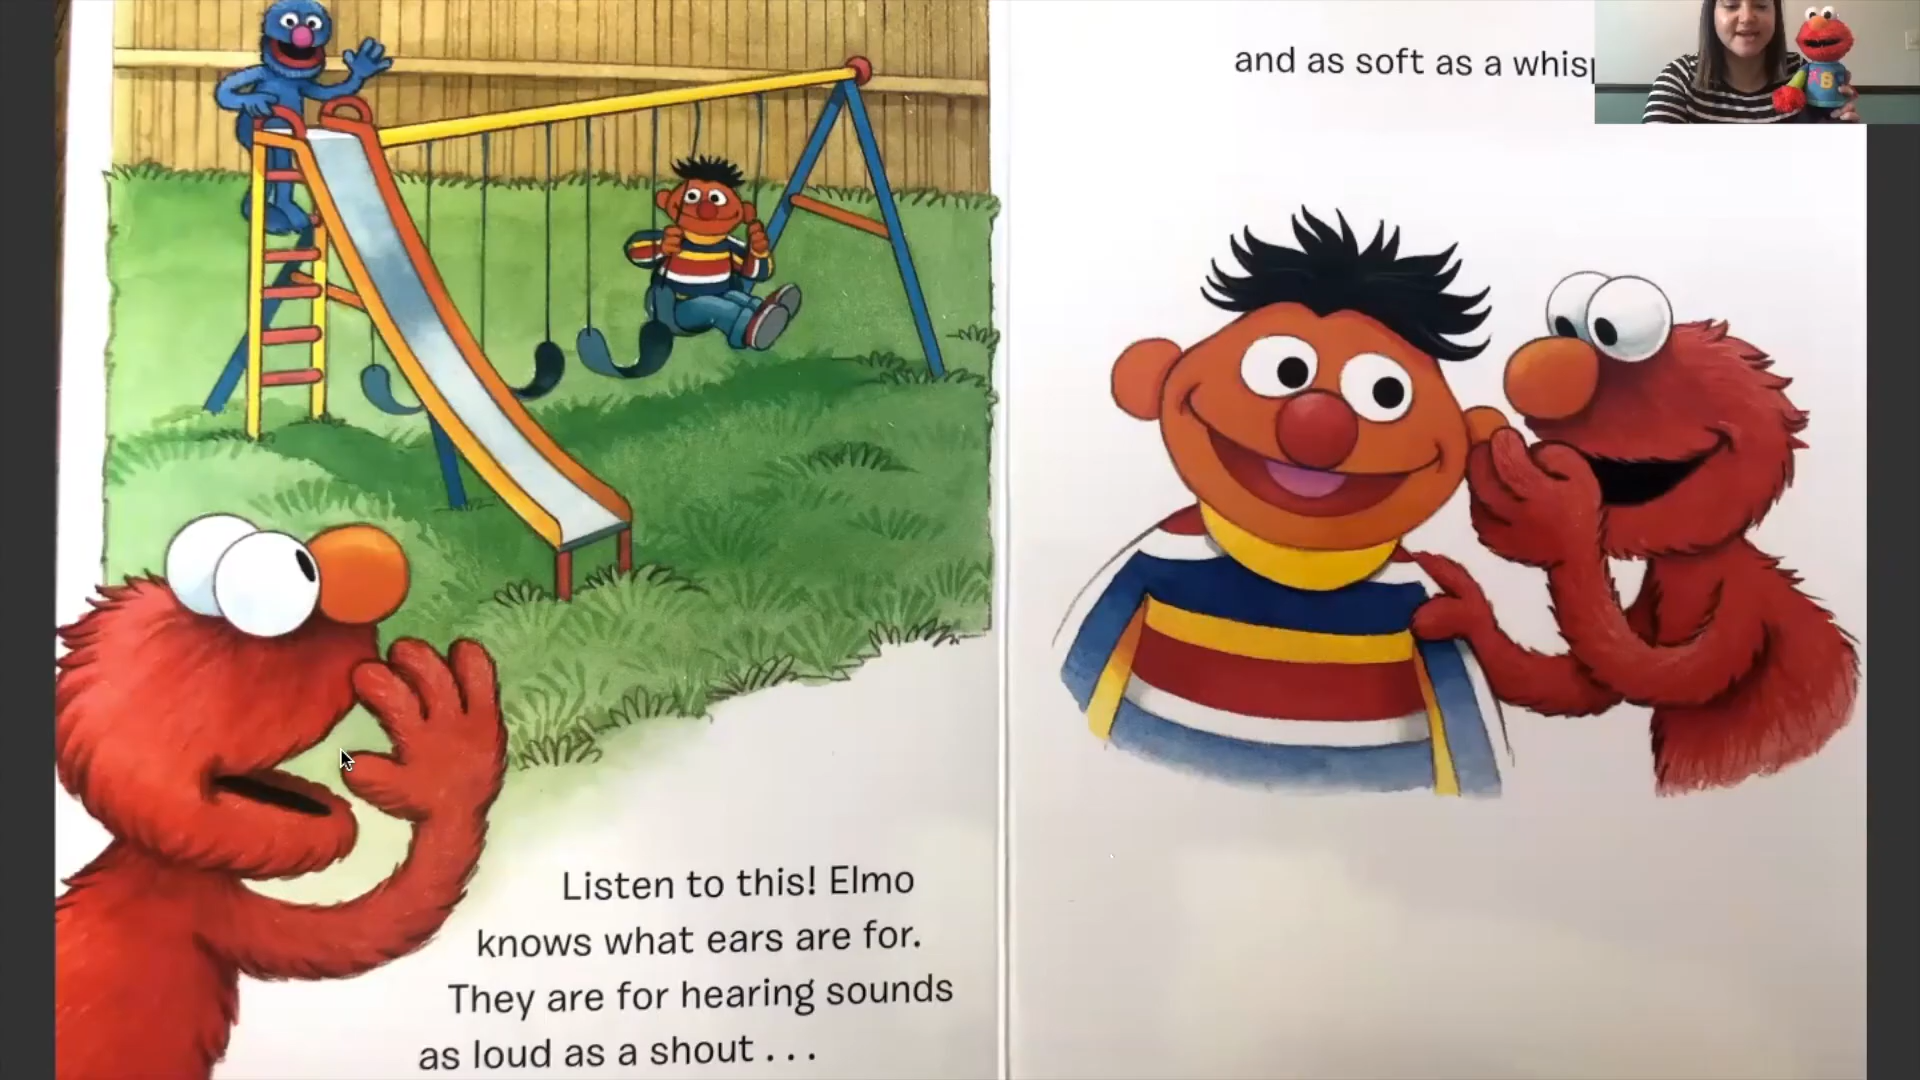 Listen to this! Elmo
knows what ears are for.
They are for hearing sounds
as loud as a shout . . .
and as soft as a